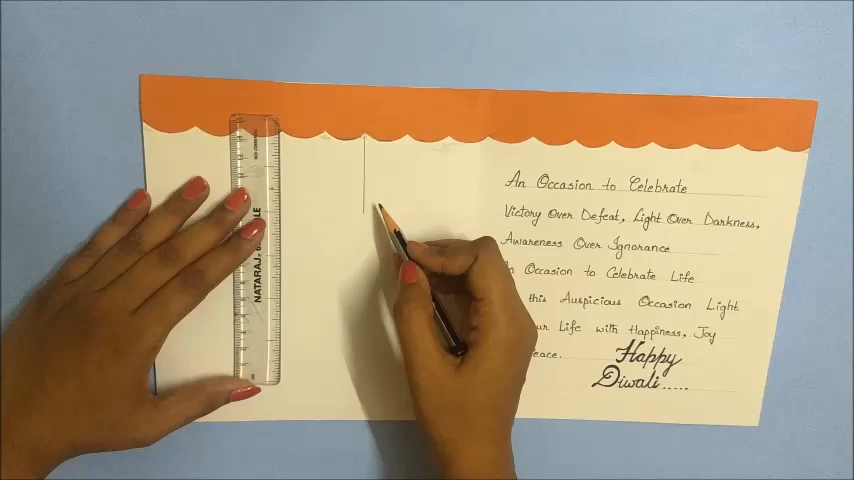 NATARAJ
An Occasion to Celebrate
Victory Over Defeat, Light Over Darkness,
Awareness Over Ignorance
Occasion to Celebrate Life
this Auspicious Occasion Light
Life with Happiness, Joy
Happy
Diwali.....